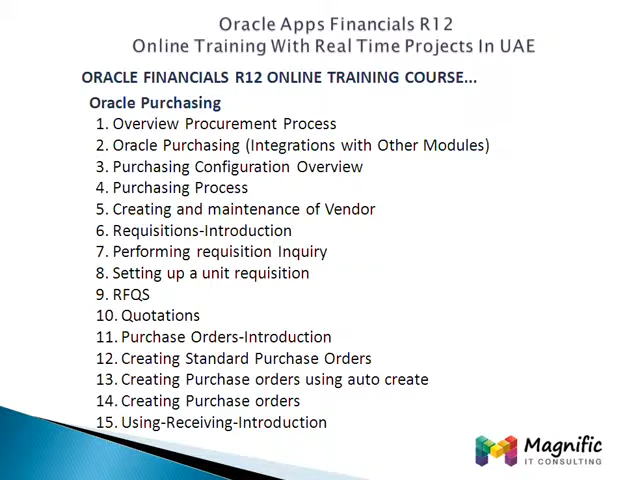 Oracle Apps Financials R12
Online Training With Real Time Projects In UAE
ORACLE FINANCIALS R12 ONLINE TRAINING COURSE...
Oracle Purchasing
1. Overview Procurement Process
2. Oracle Purchasing (Integrations with Other Modules)
3. Purchasing Configuration Overview
4. Purchasing Process
5. Creating and maintenance of Vendor
6. Requisitions-Introduction
7. Performing requisition Inquiry
8. Setting up a unit requisition
9. RFQS
10. Quotations
11. Purchase Orders-Introduction
12. Creating Standard Purchase Orders
13. Creating Purchase orders using auto create
14. Creating Purchase orders
15. Using-Receiving-Introduction
Magnific
IT CONSULTING